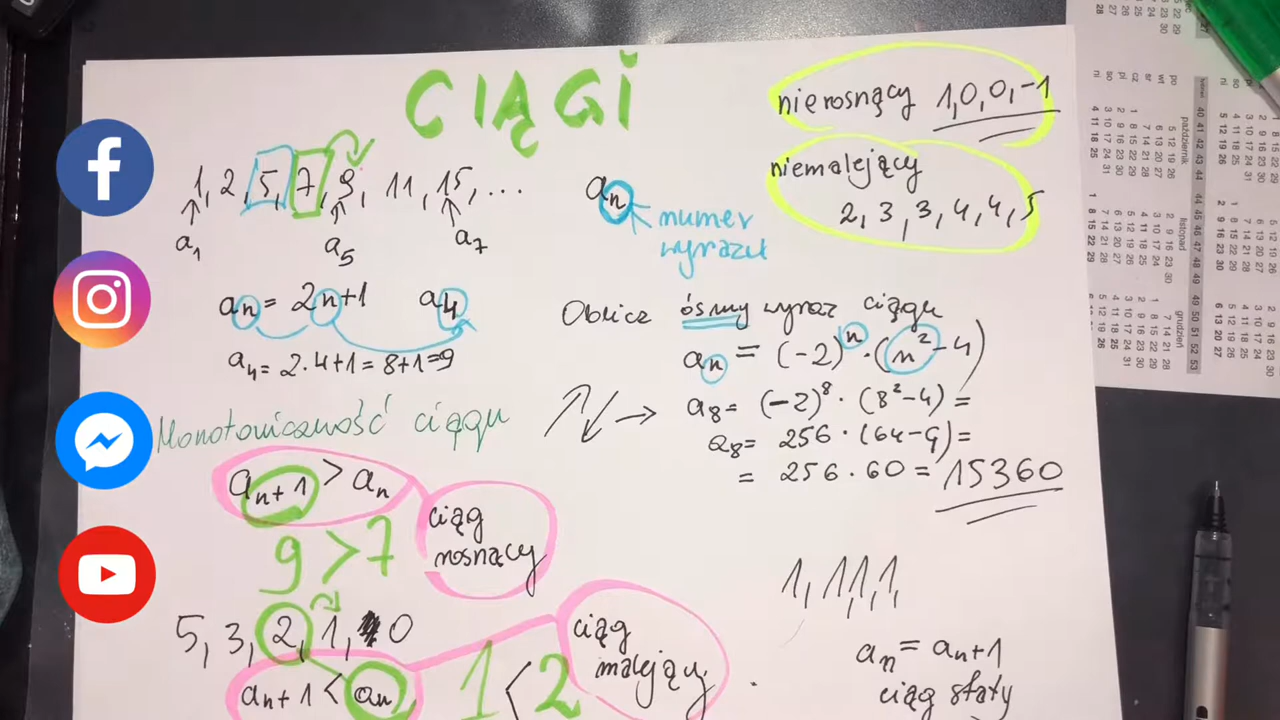 CIĄGI
nierosnący 1,0,0,-1
niemalejący
2, 3, 3, 4, 4, 5
1, 2, 5, 7, 9, 11, 15, ...
a1 a5 a7
an
numer
wyrazu
an = 2n+1 a4
a4 = 2·4+1 = 8+1=9
Oblicz ósmy wyraz ciągu
an = (-2)^n · (n²-4)
a8 = (-2)^8 · (8²-4) =
a8 = 256 · (64-4) =
= 256 · 60 = 15360
Monotoniczność ciągu
an+1 > an
ciąg
rosnący
9 > 7
5, 3, 2, 1, 0
an+1 < an
1 < 2
ciąg
malejący
1, 1 1 1,
an = an+1
ciąg stały
październik
listopad
grudzień